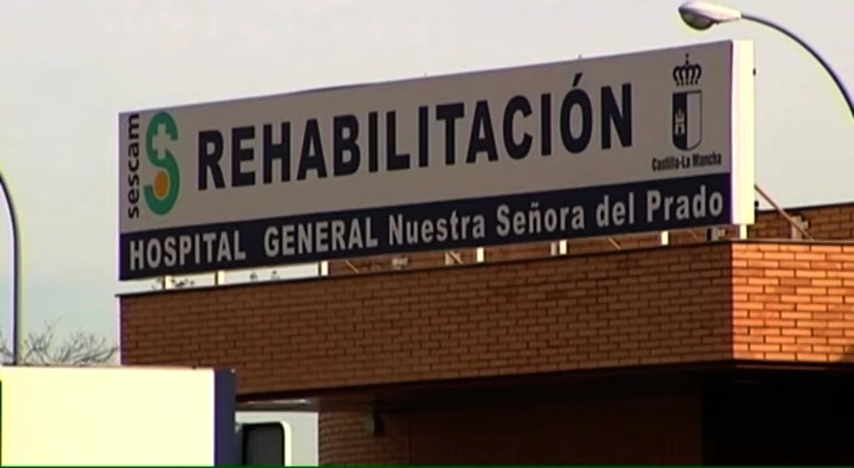 sescam
REHABILITACIÓN
Castilla-La Mancha
HOSPITAL GENERAL Nuestra Señora del Prado